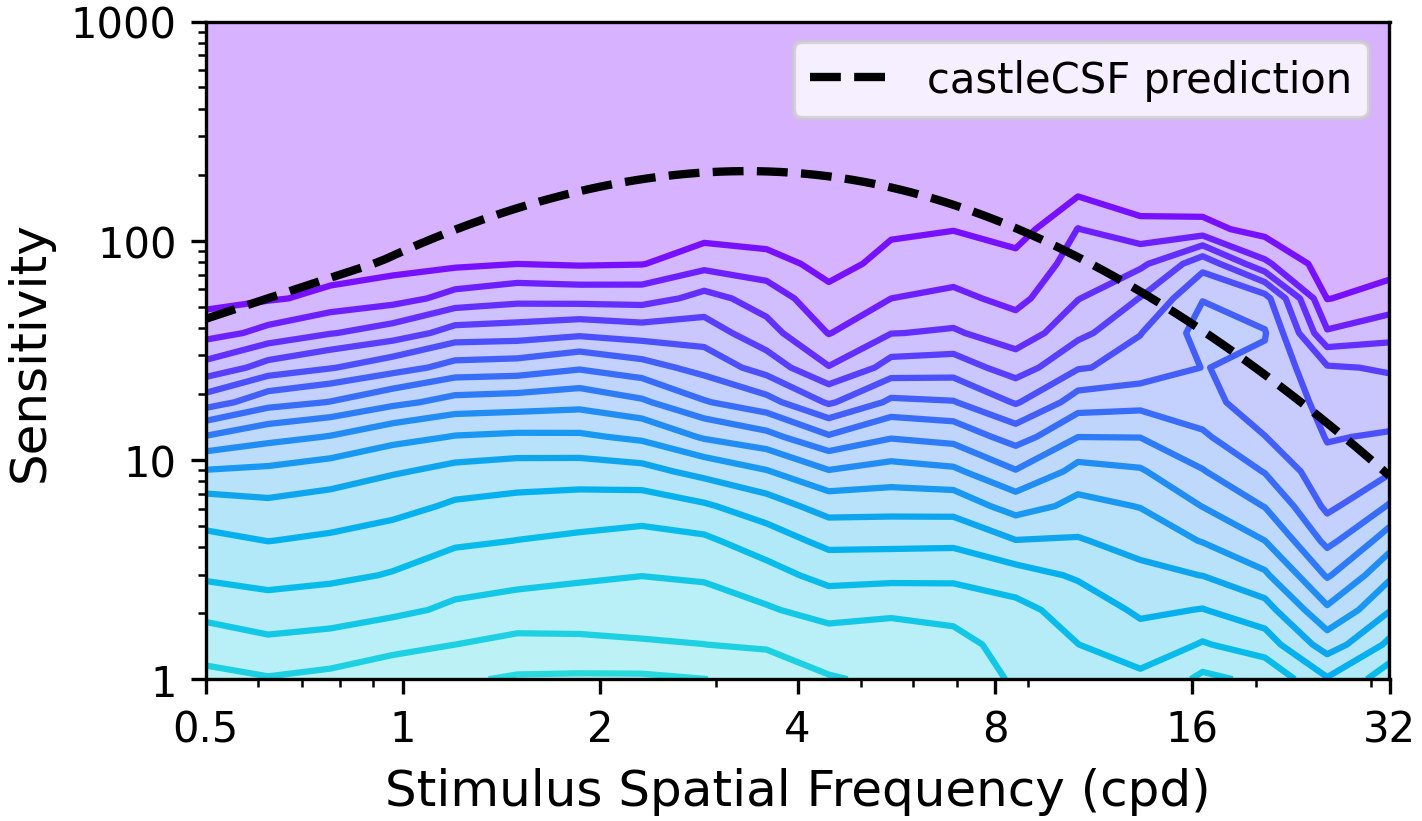 1000
100
10
1
Sensitivity
castleCSF prediction
0.5 1 2 4 8 16 32
Stimulus Spatial Frequency (cpd)